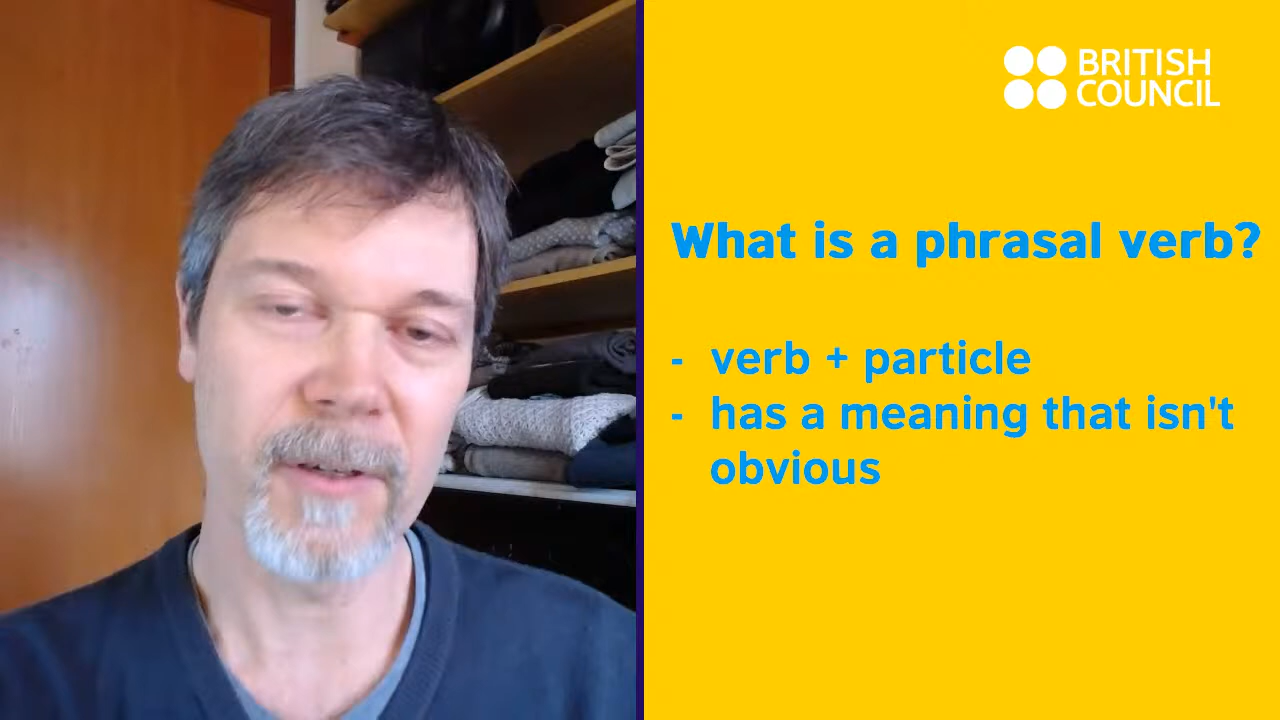 BRITISH
COUNCIL
What is a phrasal verb?
- verb + particle
- has a meaning that isn't
obvious